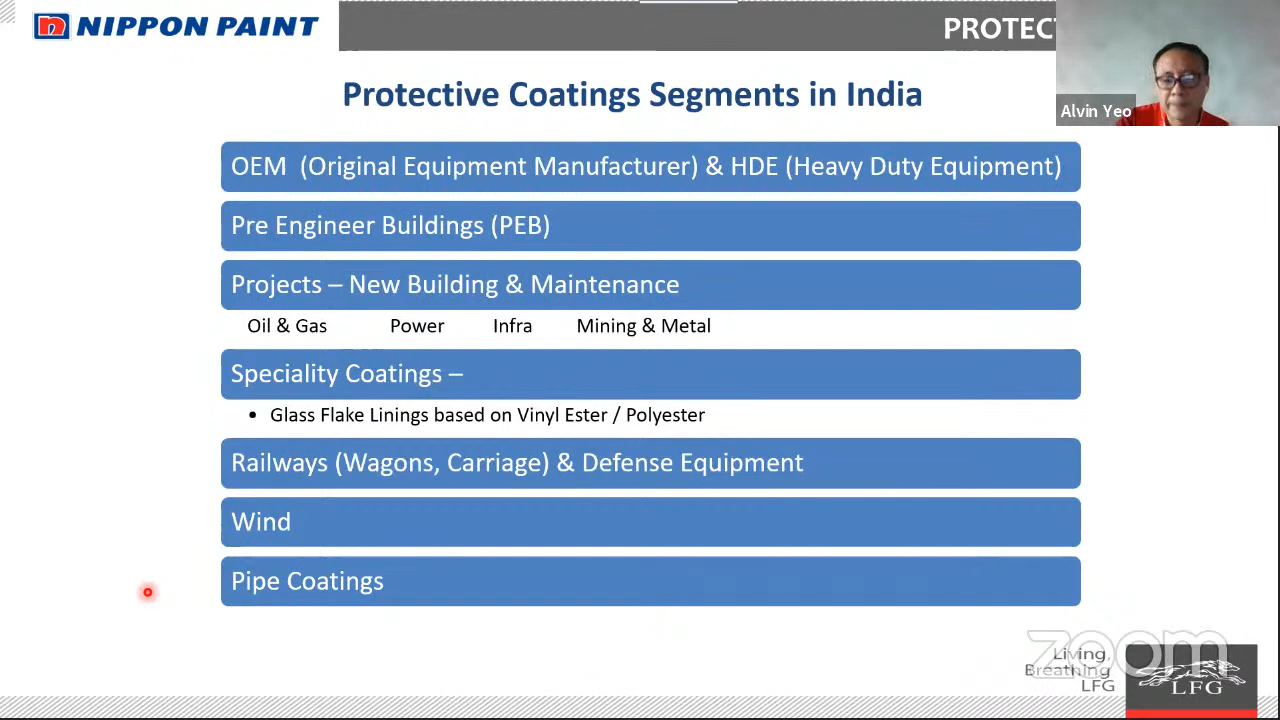 NIPPON PAINT
PROTEC
Alvin Yeo
Protective Coatings Segments in India
OEM (Original Equipment Manufacturer) & HDE (Heavy Duty Equipment)
Pre Engineer Buildings (PEB)
Projects – New Building & Maintenance
Oil & Gas Power Infra Mining & Metal
Speciality Coatings –
• Glass Flake Linings based on Vinyl Ester / Polyester
Railways (Wagons, Carriage) & Defense Equipment
Wind
Pipe Coatings
zoom
Living,
Breathing
LFG
LFG